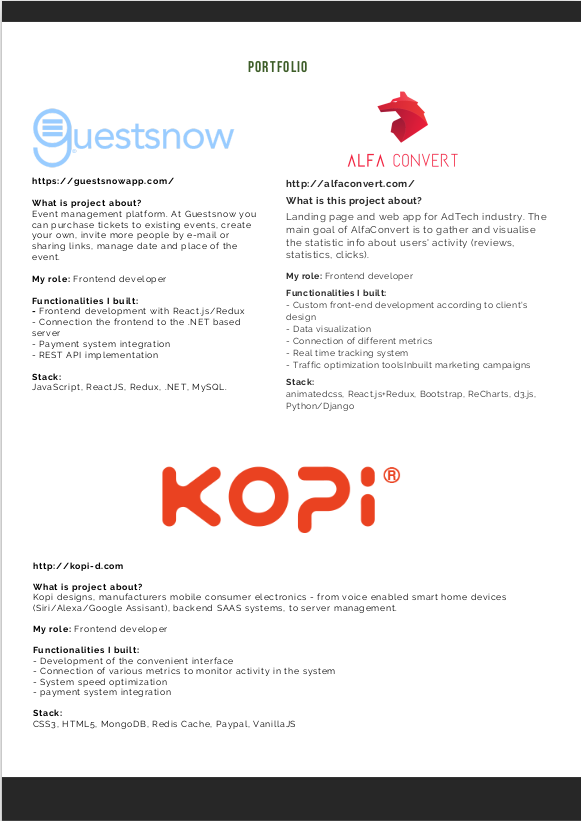 PORTFOLIO
guestsnow
https://guestsnowapp.com/
What is project about?
Event management platform. At Guestsnow you
can purchase tickets to existing events, create
your own, invite more people by e-mail or
sharing links, manage date and place of the
event.
My role: Frontend developer
Functionalities I built:
- Frontend development with React.js/Redux
- Connection the frontend to the .NET based
server
- Payment system integration
- REST API implementation
Stack:
JavaScript, ReactJS, Redux, .NET, MySQL.
ALFA CONVERT
http://alfaconvert.com/
What is this project about?
Landing page and web app for AdTech industry. The
main goal of AlfaConvert is to gather and visualise
the statistic info about users' activity (reviews,
statistics, clicks).
My role: Frontend developer
Functionalities I built:
- Custom front-end development according to client's
design
- Data visualization
- Connection of different metrics
- Real time tracking system
- Traffic optimization toolsInbuilt marketing campaigns
Stack:
animatedcss, React.js+Redux, Bootstrap, ReCharts, d3.js,
Python/Django
KOPi®
http://kopi-d.com
What is project about?
Kopi designs, manufacturers mobile consumer electronics - from voice enabled smart home devices
(Siri/Alexa/Google Assisant), backend SAAS systems, to server management.
My role: Frontend developer
Functionalities I built:
- Development of the convenient interface
- Connection of various metrics to monitor activity in the system
- System speed optimization
- payment system integration
Stack:
CSS3, HTML5, MongoDB, Redis Cache, Paypal, VanillaJS